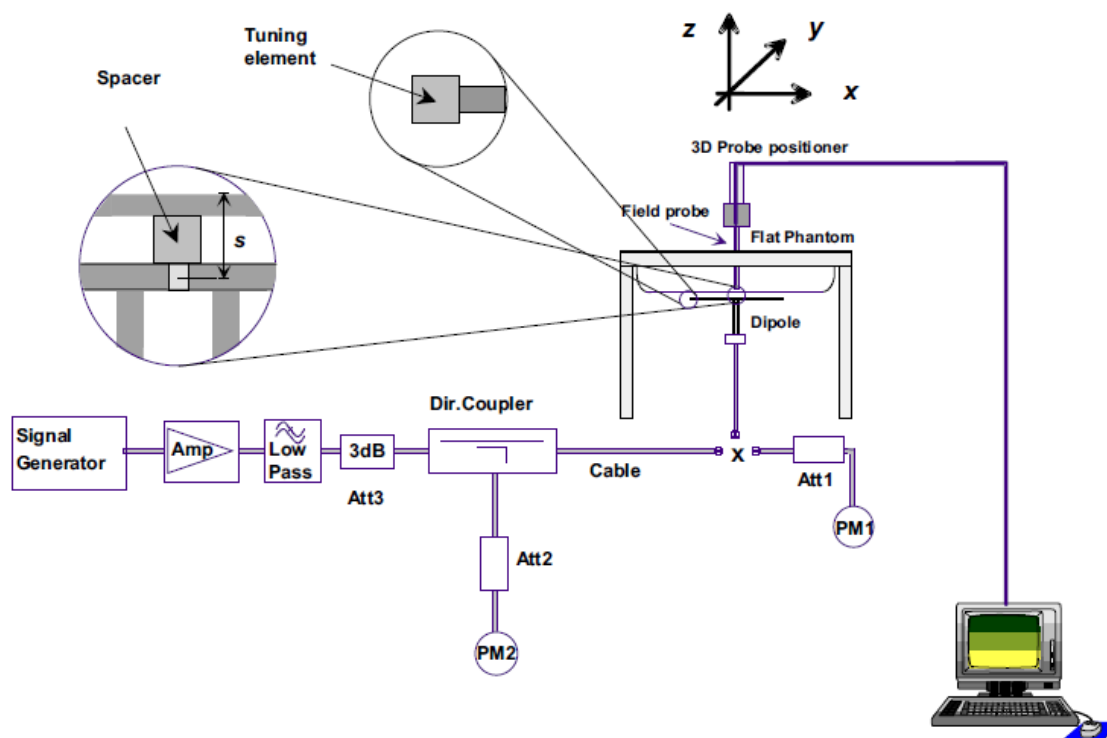 Tuning
element
Spacer
s
z
y
x
3D Probe positioner
Field probe
Flat Phantom
Dipole
Dir.Coupler
Signal
Generator
Amp
Low
Pass
3dB
Att3
Cable
x
Att1
PM1
Att2
PM2